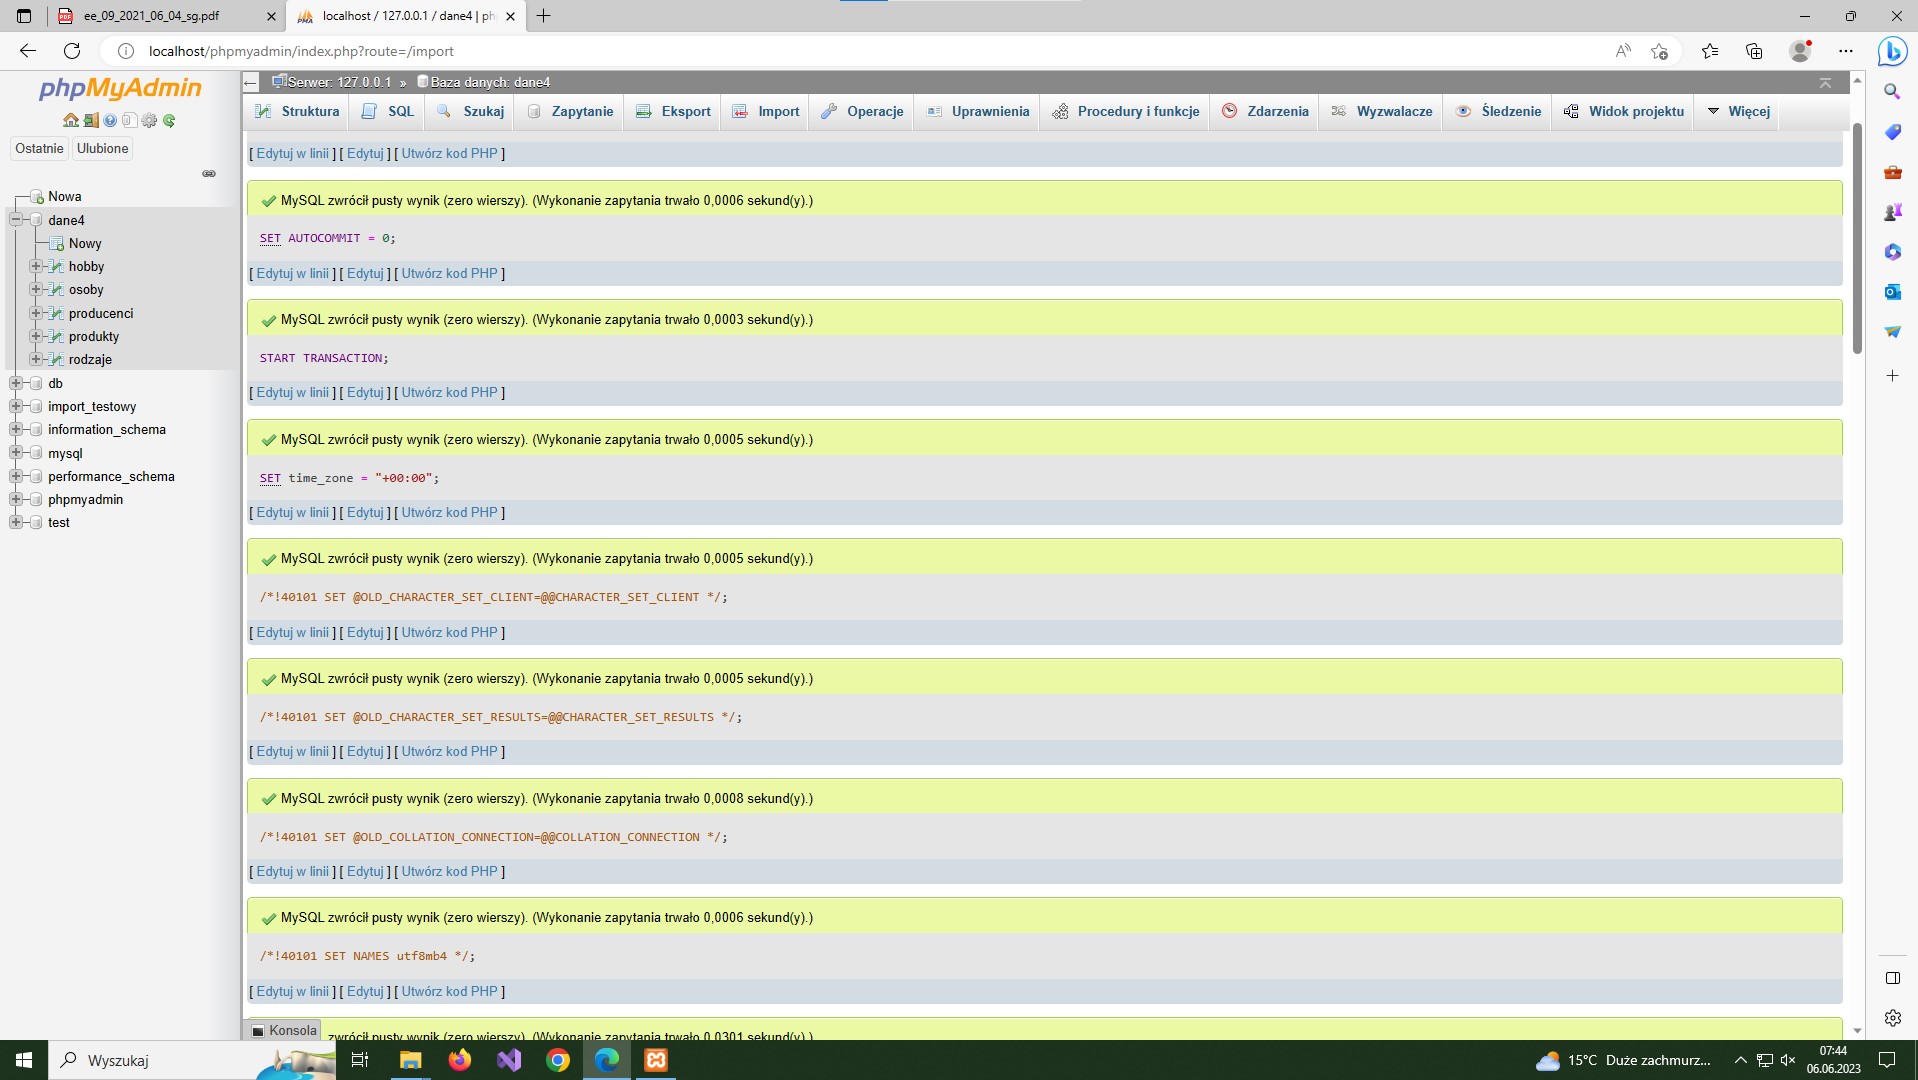 ee_09_2021_06_04_sg.pdf
localhost / 127.0.0.1 / dane4 | ph
localhost/phpmyadmin/index.php?route=/import
phpMyAdmin
Ostatnie Ulubione
Nowa
dane4
Nowy
hobby
osoby
producenci
produkty
rodzaje
db
import_testowy
information_schema
mysql
performance_schema
phpmyadmin
test
Serwer: 127.0.0.1 » Baza danych: dane4
Struktura SQL Szukaj Zapytanie Eksport Import Operacje Uprawnienia Procedury i funkcje Zdarzenia Wyzwalacze Śledzenie Widok projektu Więcej
[ Edytuj w linii ] [ Edytuj ] [ Utwórz kod PHP ]
MySQL zwrócił pusty wynik (zero wierszy). (Wykonanie zapytania trwało 0,0006 sekund(y).)
SET AUTOCOMMIT = 0;
[ Edytuj w linii ] [ Edytuj ] [ Utwórz kod PHP ]
MySQL zwrócił pusty wynik (zero wierszy). (Wykonanie zapytania trwało 0,0003 sekund(y).)
START TRANSACTION;
[ Edytuj w linii ] [ Edytuj ] [ Utwórz kod PHP ]
MySQL zwrócił pusty wynik (zero wierszy). (Wykonanie zapytania trwało 0,0005 sekund(y).)
SET time_zone = "+00:00";
[ Edytuj w linii ] [ Edytuj ] [ Utwórz kod PHP ]
MySQL zwrócił pusty wynik (zero wierszy). (Wykonanie zapytania trwało 0,0005 sekund(y).)
/*!40101 SET @OLD_CHARACTER_SET_CLIENT=@@CHARACTER_SET_CLIENT */;
[ Edytuj w linii ] [ Edytuj ] [ Utwórz kod PHP ]
MySQL zwrócił pusty wynik (zero wierszy). (Wykonanie zapytania trwało 0,0005 sekund(y).)
/*!40101 SET @OLD_CHARACTER_SET_RESULTS=@@CHARACTER_SET_RESULTS */;
[ Edytuj w linii ] [ Edytuj ] [ Utwórz kod PHP ]
MySQL zwrócił pusty wynik (zero wierszy). (Wykonanie zapytania trwało 0,0008 sekund(y).)
/*!40101 SET @OLD_COLLATION_CONNECTION=@@COLLATION_CONNECTION */;
[ Edytuj w linii ] [ Edytuj ] [ Utwórz kod PHP ]
MySQL zwrócił pusty wynik (zero wierszy). (Wykonanie zapytania trwało 0,0006 sekund(y).)
/*!40101 SET NAMES utf8mb4 */;
[ Edytuj w linii ] [ Edytuj ] [ Utwórz kod PHP ]
Konsola zwrócił pusty wynik (zero wierszy). (Wykonanie zapytania trwało 0,0301 sekund(y).)
Wyszukaj
15°C Duże zachmurz...
07:44
06.06.2023